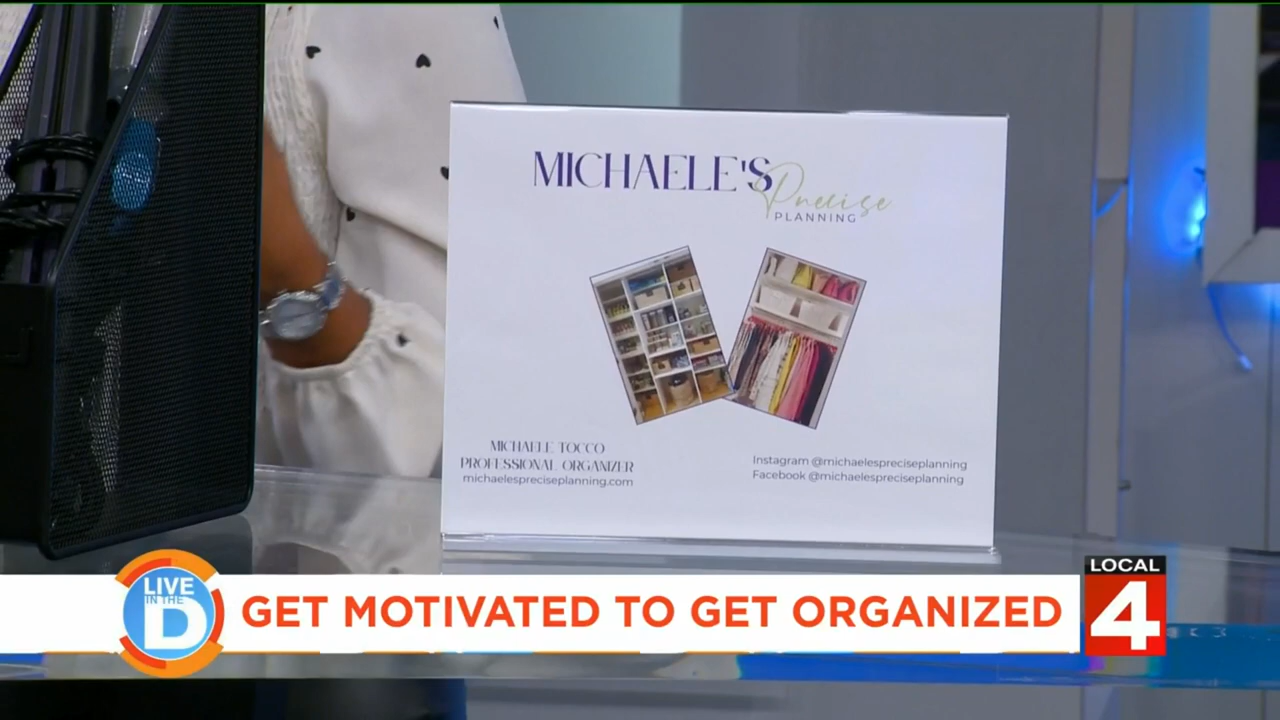 MICHAELE'S
Precise
PLANNING
MICHAELE TOCCO
PROFESSIONAL ORGANIZER
michaelespreciseplanning.com
Instagram @michaelespreciseplanning
Facebook @michaelespreciseplanning
LIVE
IN THE
D
GET MOTIVATED TO GET ORGANIZED
LOCAL
4